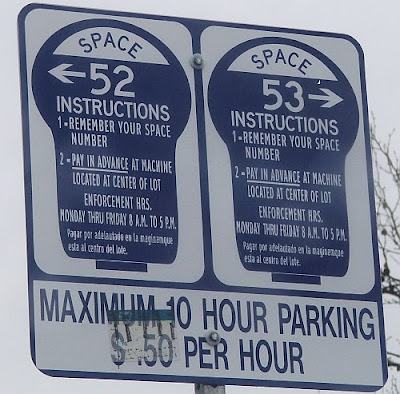 SPACE
52
INSTRUCTIONS
1=REMEMBER YOUR SPACE
NUMBER
2=PAY IN ADVANCE AT MACHINE
LOCATED AT CENTER OF LOT
ENFORCEMENT HRS.
MONDAY THRU FRIDAY 8 A.M. TO 5 P.M.
Pagar por adelautado en la maginaquee
esta al centro del lote.
SPACE
53
INSTRUCTIONS
1=REMEMBER YOUR SPACE
NUMBER
2=PAY IN ADVANCE AT MACHINE
LOCATED AT CENTER OF LOT
ENFORCEMENT HRS.
MONDAY THRU FRIDAY 8 A.M. TO 5 P.M.
Pagar por adelautado en la maginaquee
esta al centro del lote.
MAXIMUM 10 HOUR PARKING
$ .50 PER HOUR